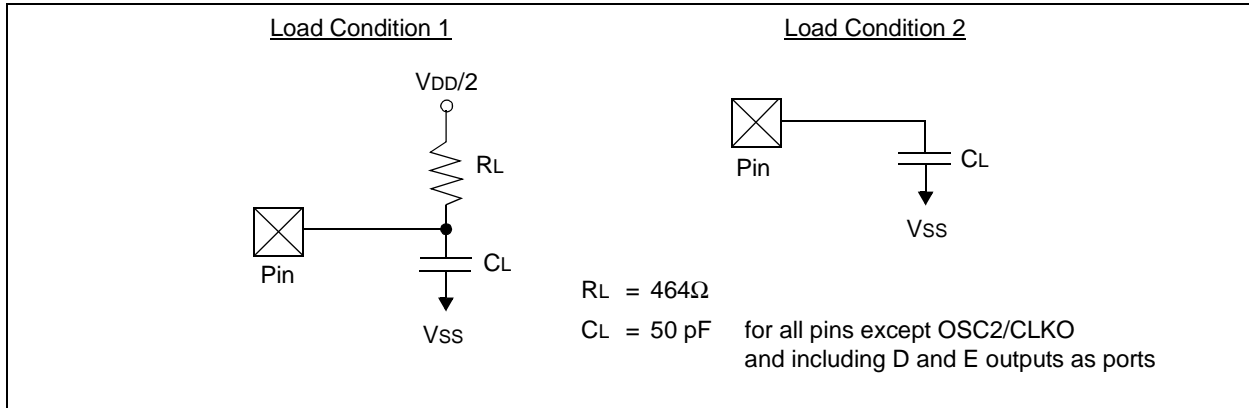 Load Condition 1
VDD/2
RL
Pin
CL
VSS
Load Condition 2
Pin
CL
VSS
RL = 464Ω
CL = 50 pF for all pins except OSC2/CLKO
and including D and E outputs as ports